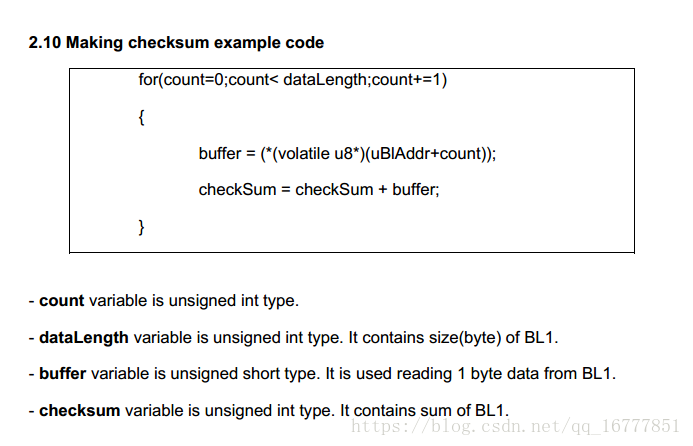 2.10 Making checksum example code
for(count=0;count< dataLength;count+=1)
{
buffer = (*(volatile u8*)(uBlAddr+count));
checkSum = checkSum + buffer;
}
- count variable is unsigned int type.
- dataLength variable is unsigned int type. It contains size(byte) of BL1.
- buffer variable is unsigned short type. It is used reading 1 byte data from BL1.
- checksum variable is unsigned int type. It contains sum of BL1.
https://blog.csdn.net/qq_16777851